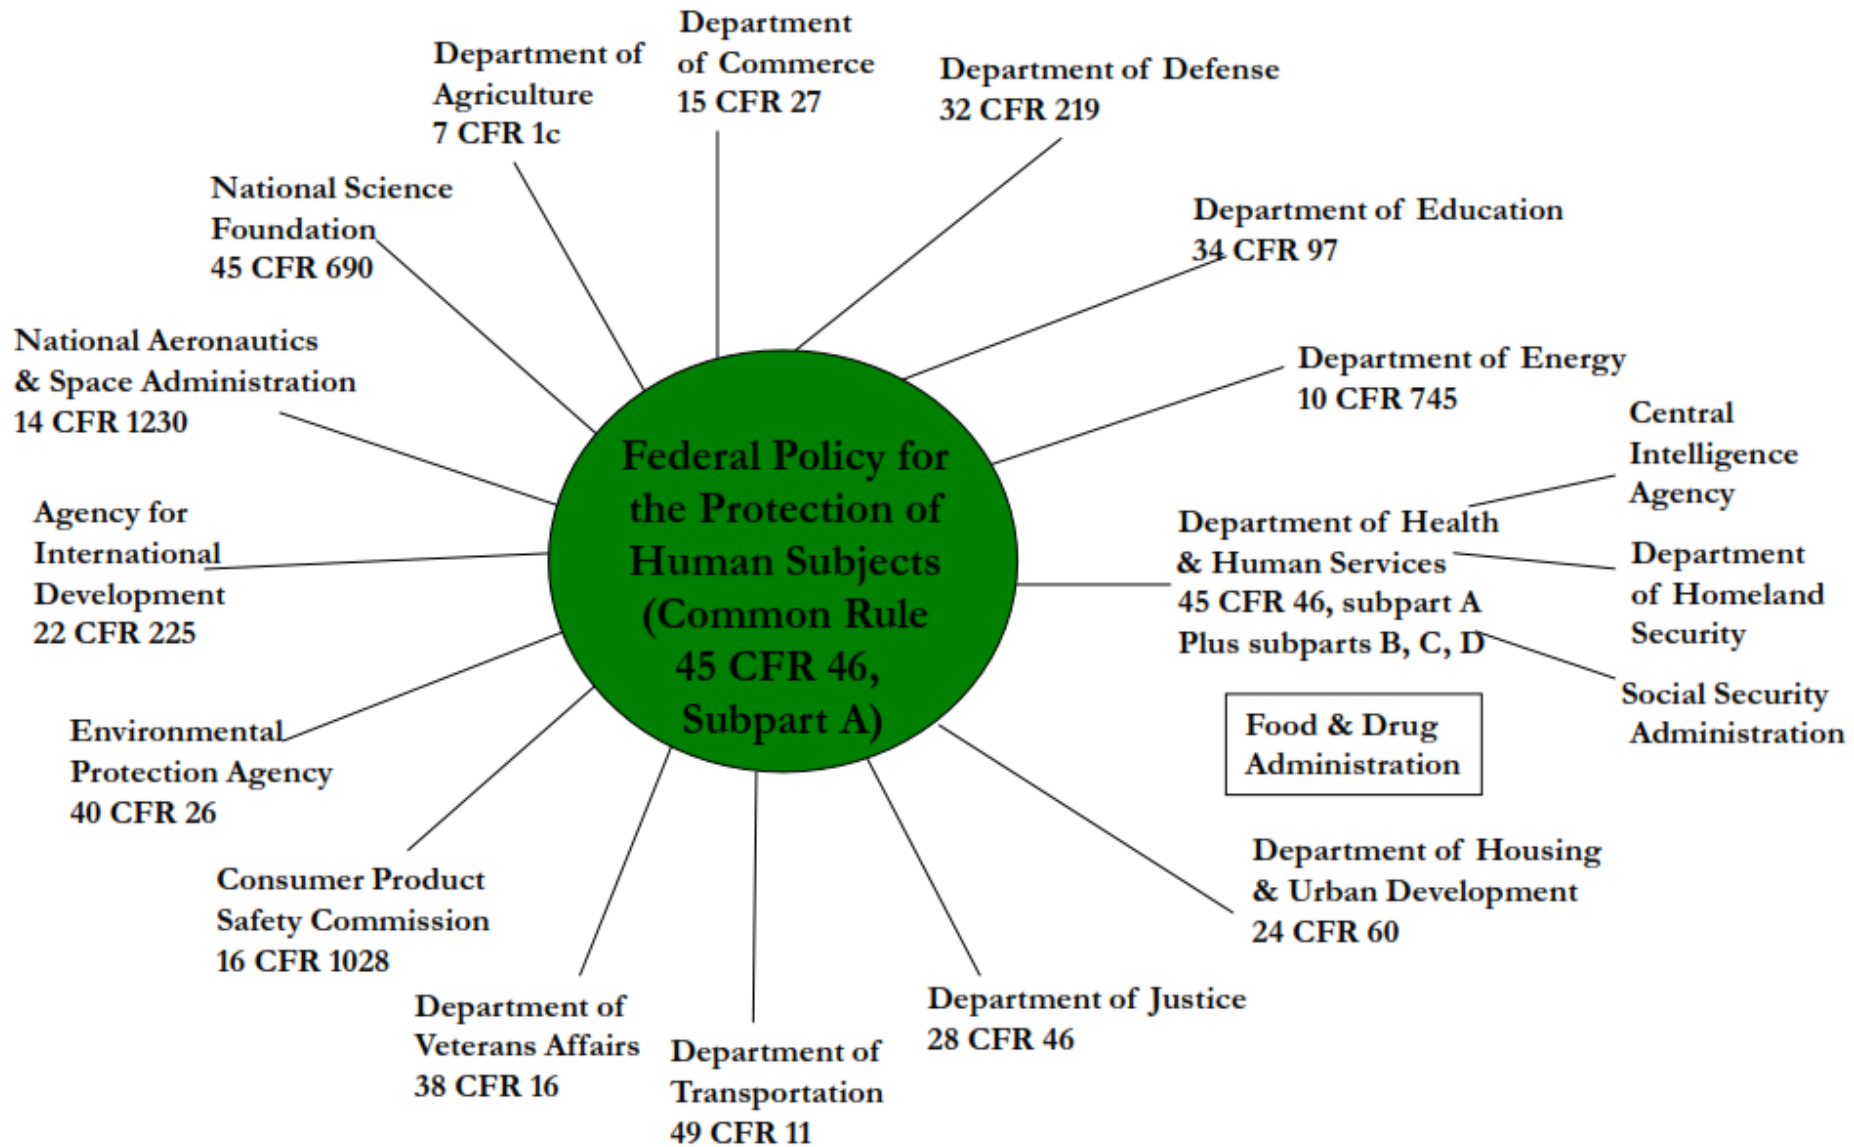 Department
of Commerce
15 CFR 27
Department of
Agriculture
7 CFR 1c
Department of Defense
32 CFR 219
National Science
Foundation
45 CFR 690
Department of Education
34 CFR 97
National Aeronautics
& Space Administration
14 CFR 1230
Department of Energy
10 CFR 745
Central
Intelligence
Agency
Federal Policy for
the Protection of
Human Subjects
(Common Rule
45 CFR 46,
Subpart A)
Agency for
International
Development
22 CFR 225
Department of Health
& Human Services
45 CFR 46, subpart A
Plus subparts B, C, D
Department
of Homeland
Security
Social Security
Administration
Food & Drug
Administration
Environmental
Protection Agency
40 CFR 26
Department of Housing
& Urban Development
24 CFR 60
Consumer Product
Safety Commission
16 CFR 1028
Department of
Veterans Affairs
38 CFR 16
Department of Justice
28 CFR 46
Department of
Transportation
49 CFR 11